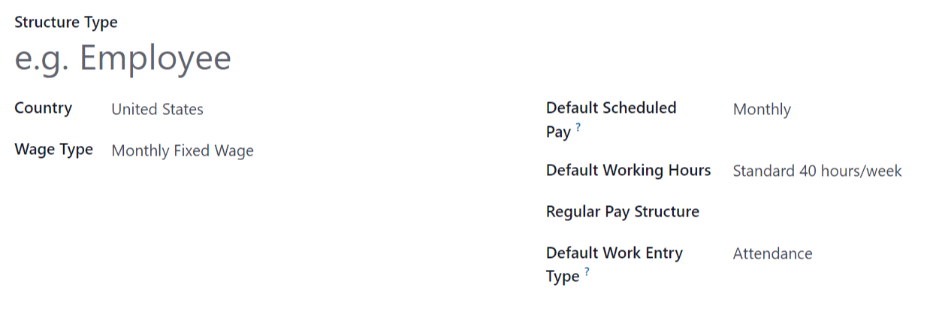 Structure Type
e.g. Employee
Country United States
Wage Type Monthly Fixed Wage
Default Scheduled Pay ? Monthly
Default Working Hours Standard 40 hours/week
Regular Pay Structure
Default Work Entry Type ? Attendance